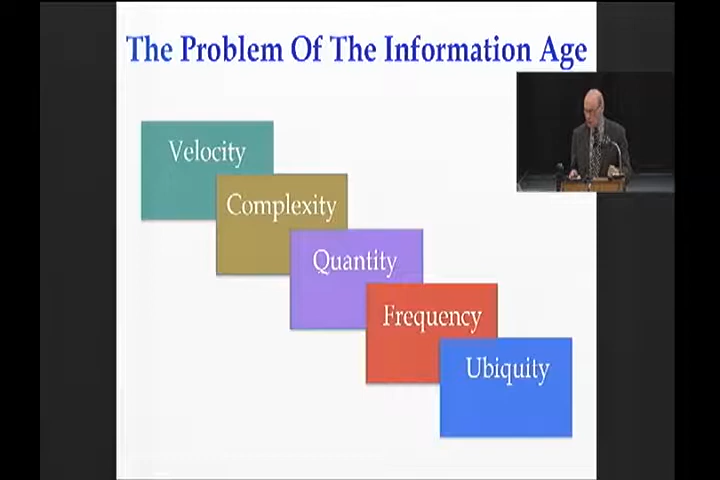 The Problem Of The Information Age
Velocity
Complexity
Quantity
Frequency
Ubiquity